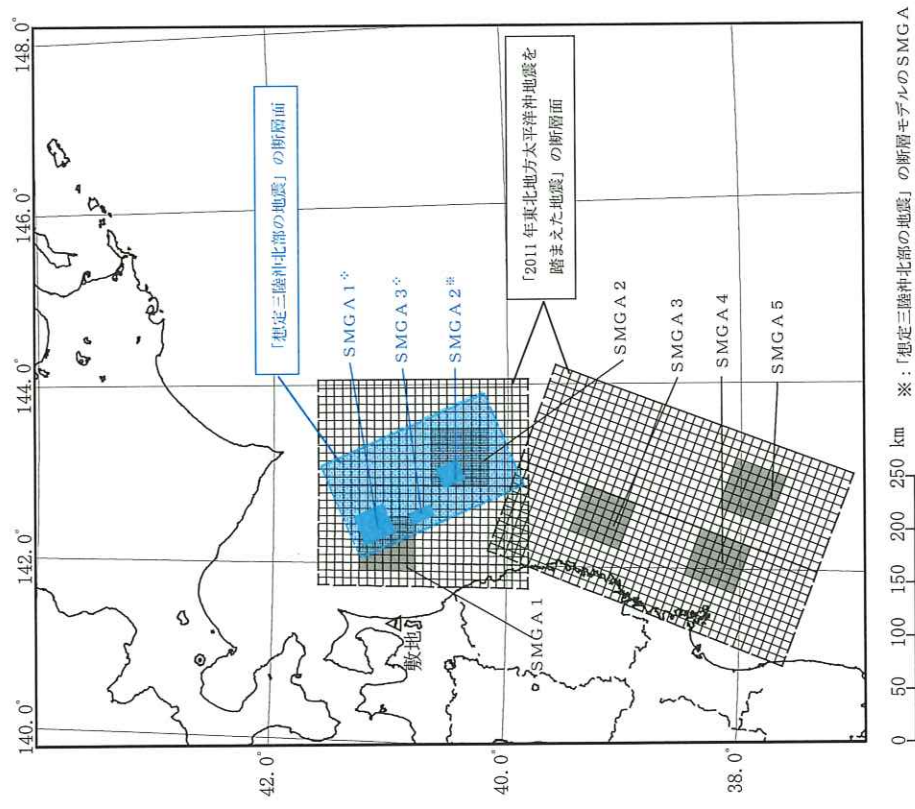 140.0°
142.0°
144.0°
146.0°
148.0°
42.0°
40.0°
38.0°
「想定三陸沖北部の地震」の断層面
SMGA1※
SMGA3※
SMGA2※
「2011年東北地方太平洋沖地震を
踏まえた地震」の断層面
敷地
SMGA1
SMGA2
SMGA3
SMGA4
SMGA5
0 50 100 150 200 250 km
※：「想定三陸沖北部の地震」の断層モデルのSMGA